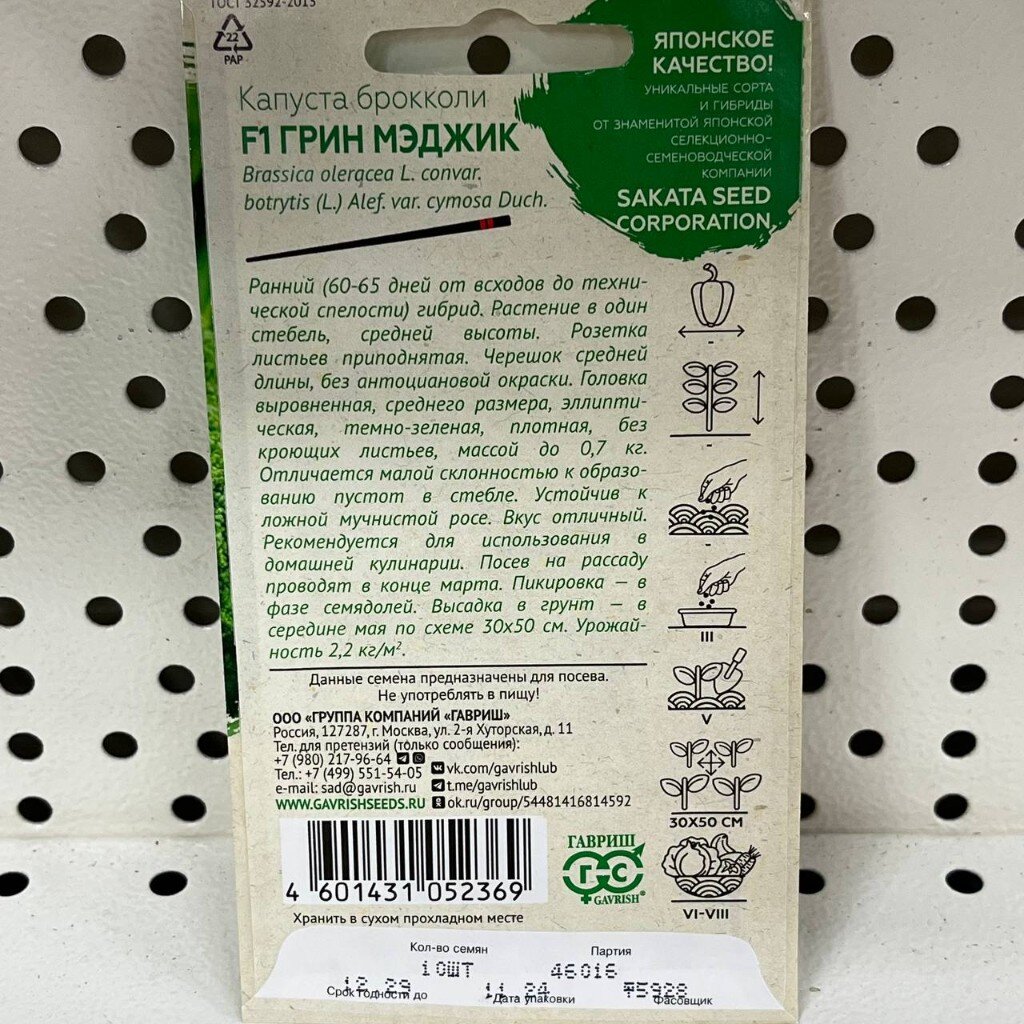 ГОСТ 32592-2013
22
PAP
ЯПОНСКОЕ
КАЧЕСТВО!
УНИКАЛЬНЫЕ СОРТА
И ГИБРИДЫ
ОТ ЗНАМЕНИТОЙ ЯПОНСКОЙ
СЕЛЕКЦИОННО-
СЕМЕНОВОДЧЕСКОЙ
КОМПАНИИ
SAKATA SEED
CORPORATION
Капуста брокколи
F1 ГРИН МЭДЖИК
Brassica oleracea L. convar.
botrytis (L.) Alef. var. cymosa Duch.
Ранний (60-65 дней от всходов до техни-
ческой спелости) гибрид. Растение в один
стебель, средней высоты. Розетка
листьев приподнятая. Черешок средней
длины, без антоциановой окраски. Головка
выровненная, среднего размера, эллипти-
ческая, темно-зеленая, плотная, без
кроющих листьев, массой до 0,7 кг.
Отличается малой склонностью к образо-
ванию пустот в стебле. Устойчив к
ложной мучнистой росе. Вкус отличный.
Рекомендуется для использования в
домашней кулинарии. Посев на рассаду
проводят в конце марта. Пикировка – в
фазе семядолей. Высадка в грунт – в
середине мая по схеме 30х50 см. Урожай-
ность 2,2 кг/м².
-
-
-
III
V
30Х50 СМ
VI-VIII
Данные семена предназначены для посева.
Не употреблять в пищу!
ООО «ГРУППА КОМПАНИЙ «ГАВРИШ»
Россия, 127287, г. Москва, ул. 2-я Хуторская, д. 11
Тел. для претензий (только сообщения):
+7 (980) 217-96-64
Тел.: +7 (499) 551-54-05 vk.com/gavrishlub
e-mail: sad@gavrish.ru t.me/gavrishlub
WWW.GAVRISHSEEDS.RU ok.ru/group/54481416814592
4 601431 052369
ГАВРИШ
Г-С
GAVRISH®
Хранить в сухом прохладном месте
Кол-во семян Партия
10ШТ 46016
12.29 11.24 T5928
Срок годности до Дата упаковки Фасовщик